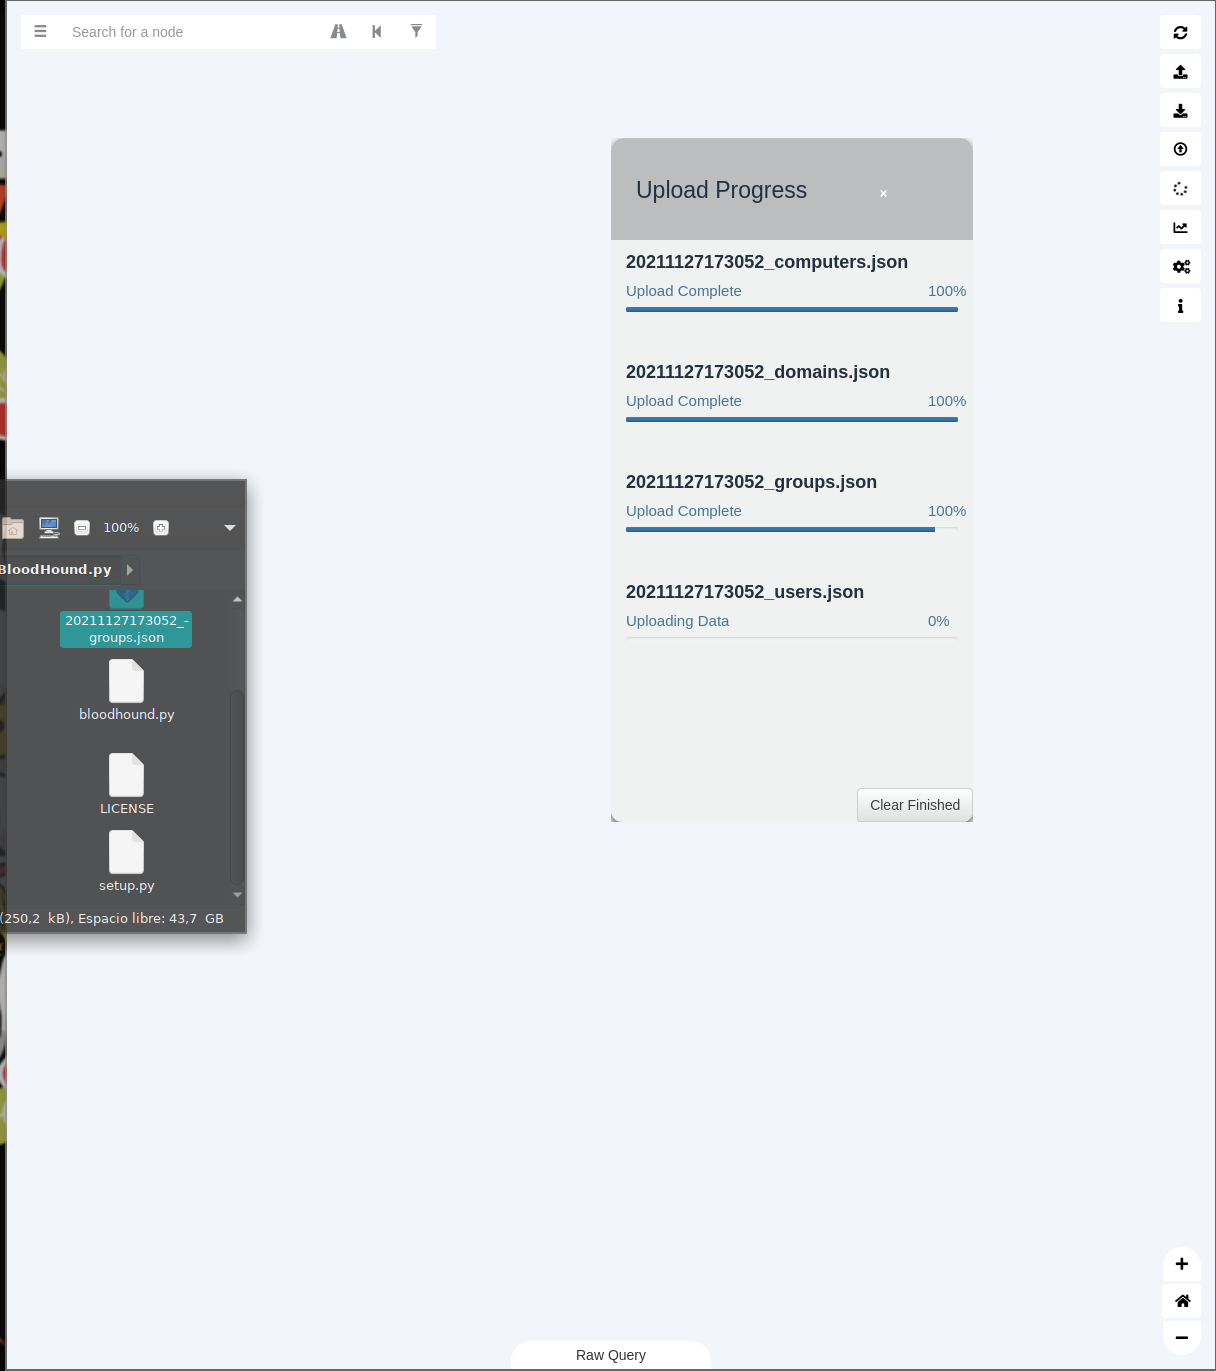 Search for a node
Upload Progress
×
20211127173052_computers.json
Upload Complete 100%
20211127173052_domains.json
Upload Complete 100%
20211127173052_groups.json
Upload Complete 100%
20211127173052_users.json
Uploading Data 0%
Clear Finished
100%
BloodHound.py
20211127173052_-
groups.json
bloodhound.py
LICENSE
setup.py
(250,2 kB), Espacio libre: 43,7 GB
Raw Query